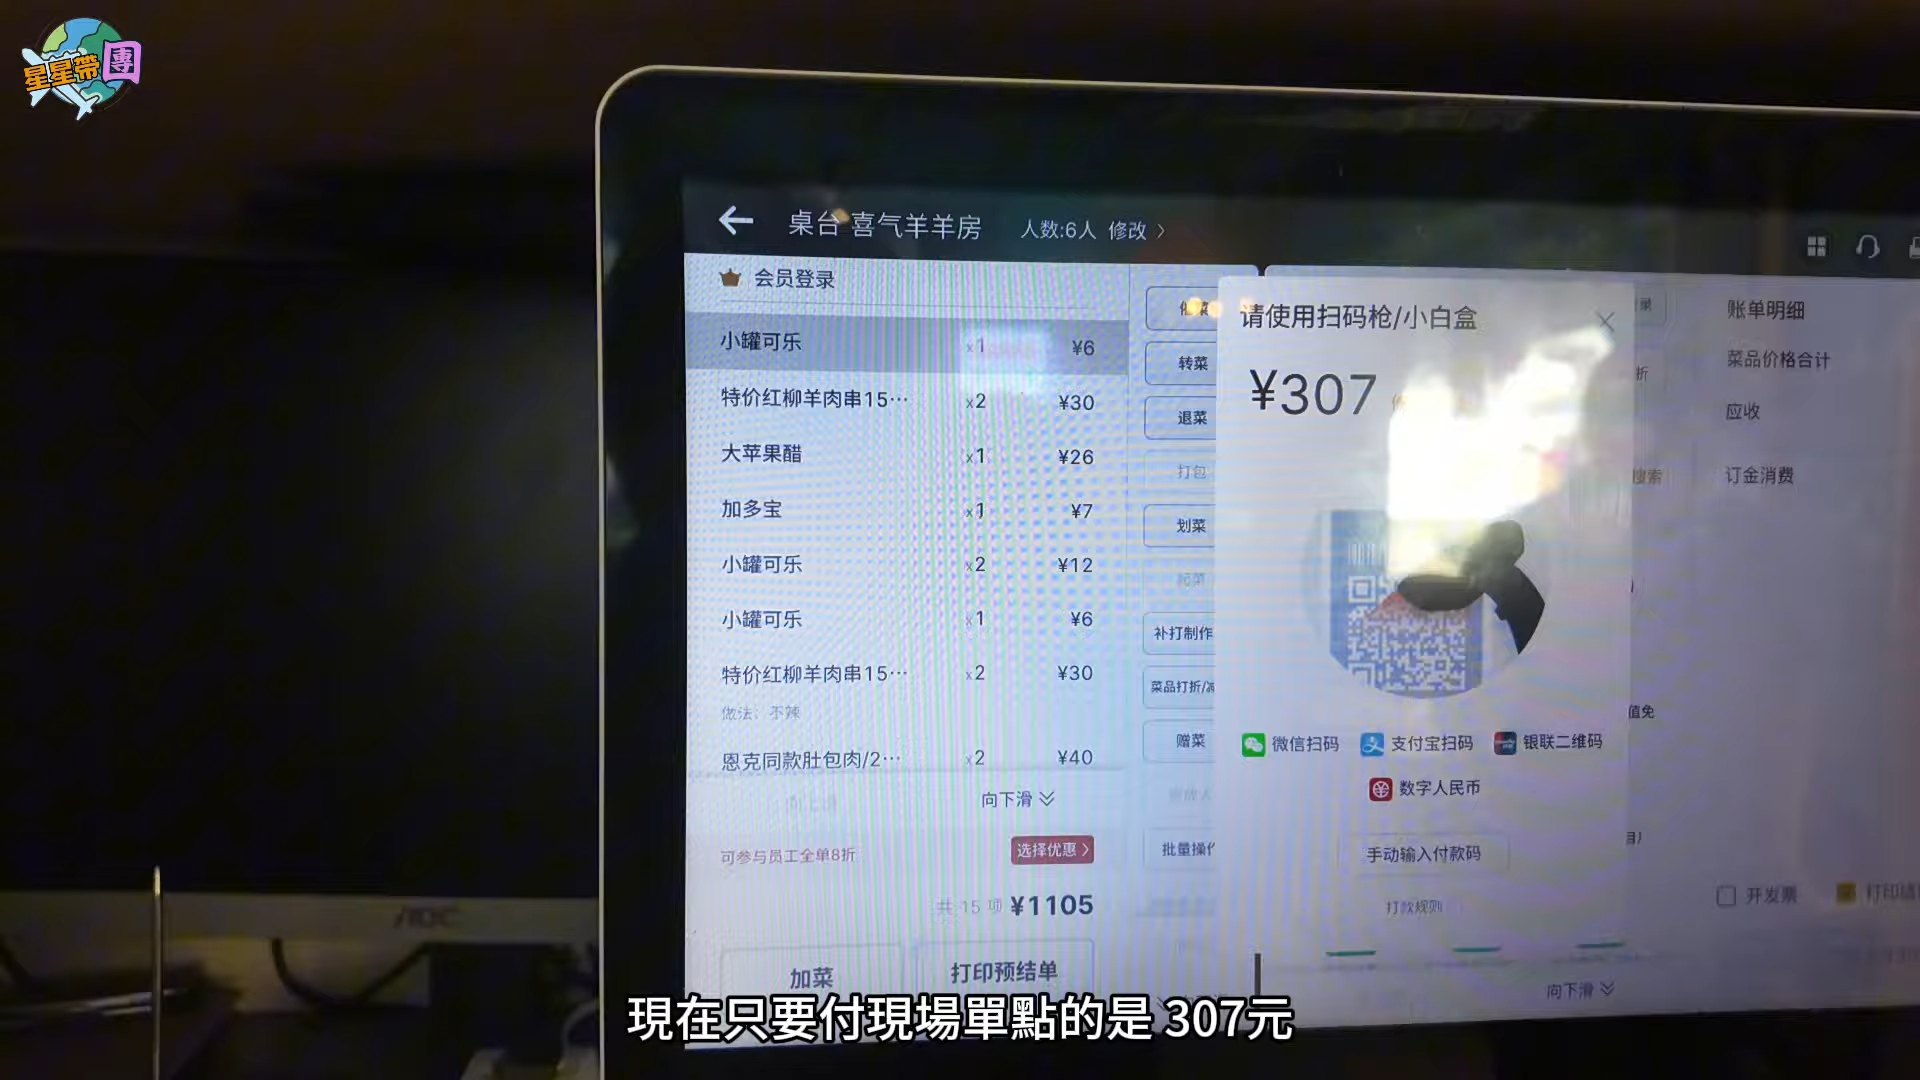 星星帶團
桌台 喜气羊羊房 人数:6人 修改 >
会员登录
小罐可乐 x1 ¥6
特价红柳羊肉串15… x2 ¥30
大苹果醋 x1 ¥26
加多宝 x1 ¥7
小罐可乐 x2 ¥12
小罐可乐 x1 ¥6
特价红柳羊肉串15… x2 ¥30
做法：不辣
恩克同款肚包肉/2… x2 ¥40
向下滑
可参与员工全单8折 选择优惠 >
共 15 项 ¥1105
加菜 打印预结单
转菜
退菜
打包
划菜
起菜
补打制作
菜品打折/减
赠菜
批量操作
请使用扫码枪/小白盒
¥307
微信扫码 支付宝扫码 银联二维码
数字人民币
手动输入付款码
扣款规则
向下滑
折
搜索
值免
账单明细
菜品价格合计
应收
订金消费
开发票
AOC
現在只要付現場單點的是 307元